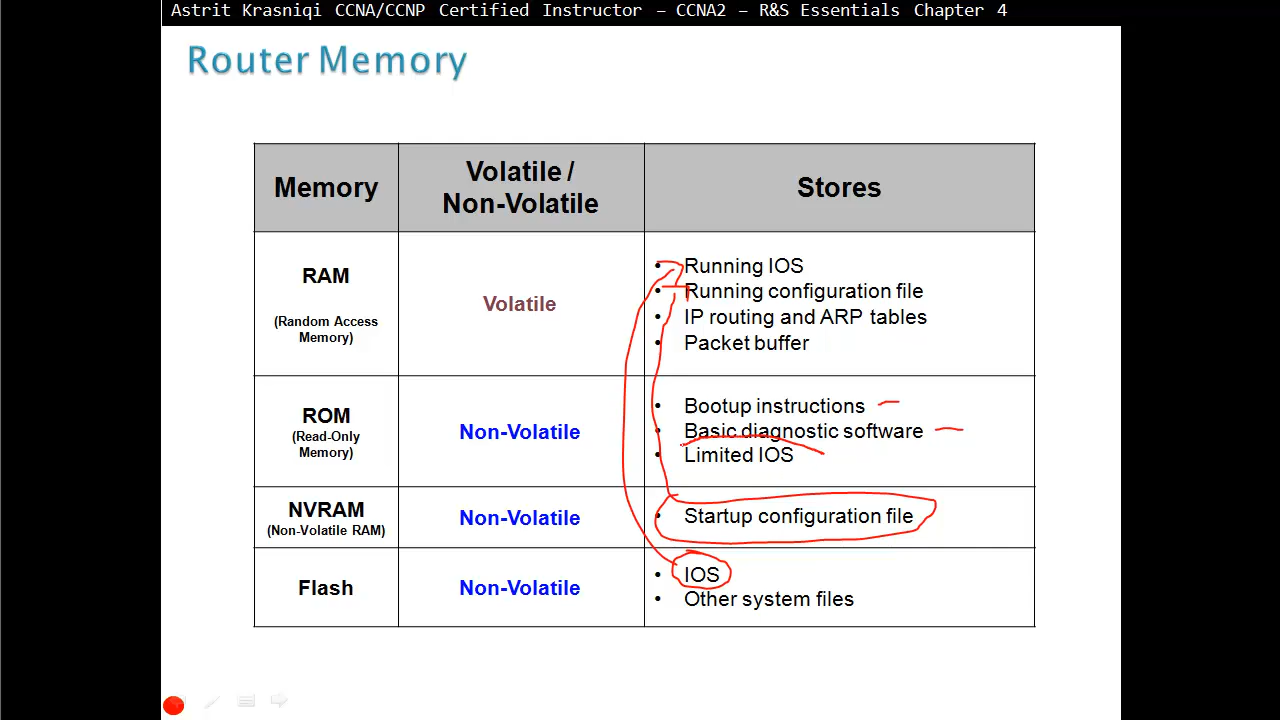 Astrit Krasniqi CCNA/CCNP Certified Instructor – CCNA2 – R&S Essentials Chapter 4
Router Memory
Memory
Volatile /
Non-Volatile
Stores
RAM
(Random Access
Memory)
Volatile
• Running IOS
• Running configuration file
• IP routing and ARP tables
• Packet buffer
ROM
(Read-Only
Memory)
Non-Volatile
• Bootup instructions
• Basic diagnostic software
• Limited IOS
NVRAM
(Non-Volatile RAM)
Non-Volatile
• Startup configuration file
Flash
Non-Volatile
• IOS
• Other system files